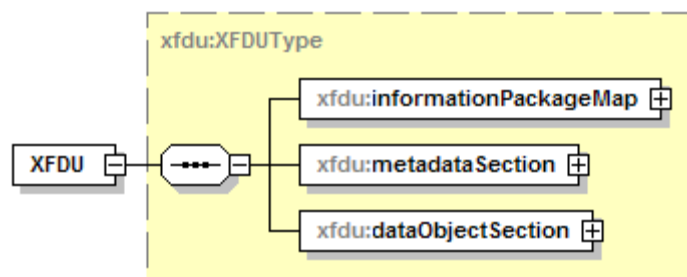 xfdu:XFDUType
xfdu:informationPackageMap
XFDU
xfdu:metadataSection
xfdu:dataObjectSection